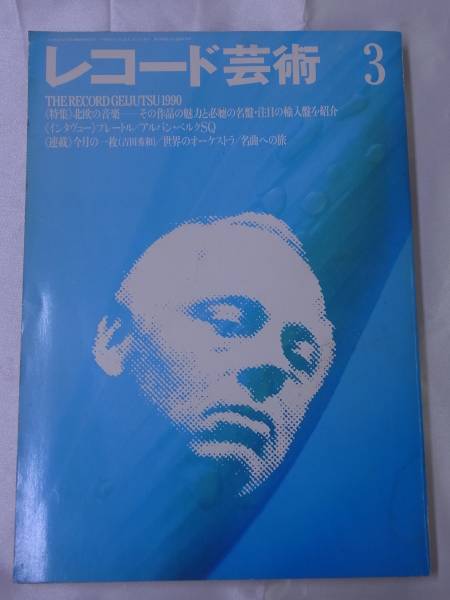 レコード芸術 3
THE RECORD GEIJUTSU 1990
〈特集〉北欧の音楽——その作品の魅力と必聴の名盤・注目の輸入盤を紹介
〈インタヴュー〉プレートル/アルバン・ベルクSQ
〈連載〉今月の一枚(吉田秀和)/世界のオーケストラ/名曲への旅